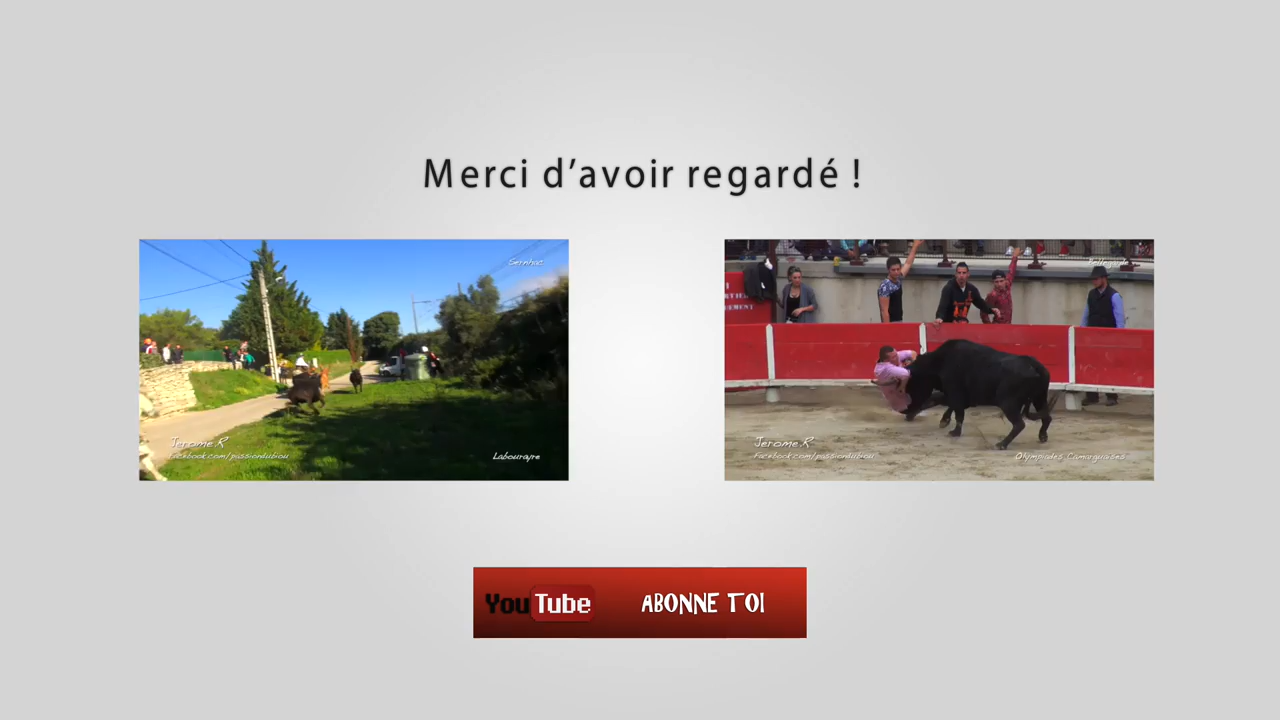 Merci d’avoir regardé !
Sernhac
Jerome.R
Facebook.com/passiondubiou
Labourayre
Jerome.R
Facebook.com/passiondubiou
Olympiades Camarguaises
YouTube
ABONNE TOI